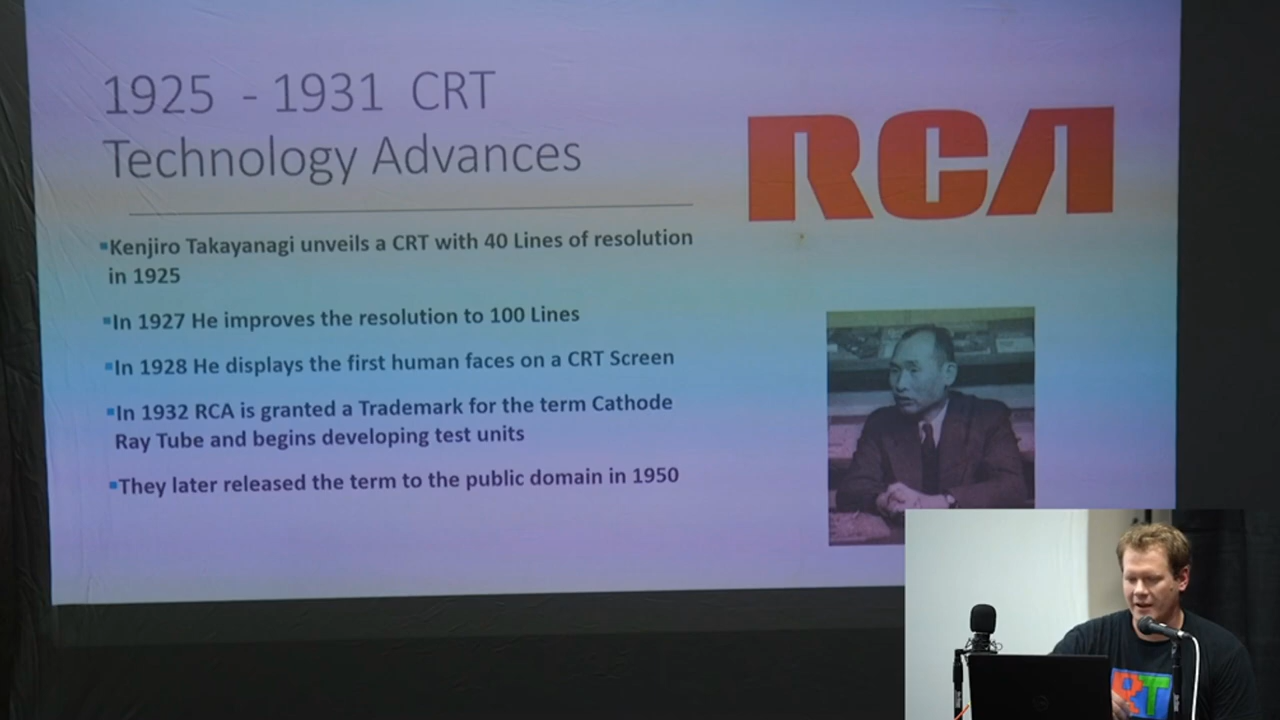 1925 - 1931 CRT
Technology Advances
RCA
▪Kenjiro Takayanagi unveils a CRT with 40 Lines of resolution
in 1925
▪In 1927 He improves the resolution to 100 Lines
▪In 1928 He displays the first human faces on a CRT Screen
▪In 1932 RCA is granted a Trademark for the term Cathode
Ray Tube and begins developing test units
▪They later released the term to the public domain in 1950
RT